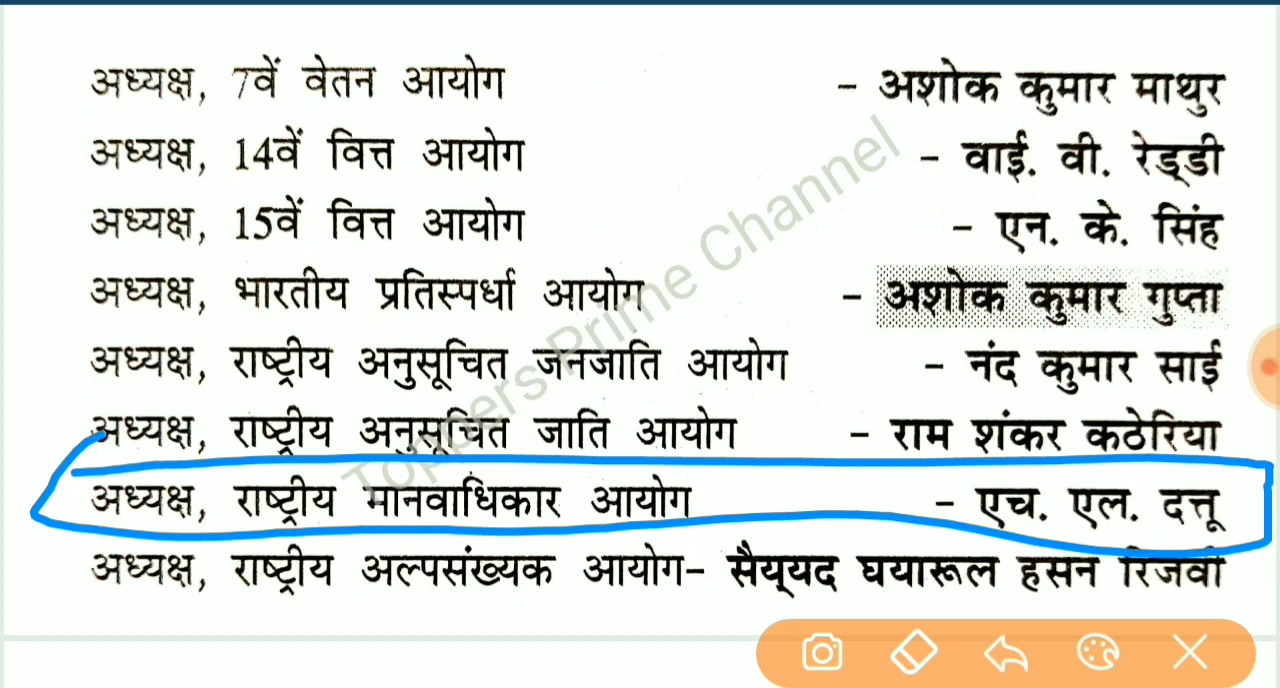 अध्यक्ष, 7वें वेतन आयोग - अशोक कुमार माथुर
अध्यक्ष, 14वें वित्त आयोग - वाई. वी. रेड्डी
अध्यक्ष, 15वें वित्त आयोग - एन. के. सिंह
अध्यक्ष, भारतीय प्रतिस्पर्धा आयोग - अशोक कुमार गुप्ता
अध्यक्ष, राष्ट्रीय अनुसूचित जनजाति आयोग - नंद कुमार साई
अध्यक्ष, राष्ट्रीय अनुसूचित जाति आयोग - राम शंकर कठेरिया
अध्यक्ष, राष्ट्रीय मानवाधिकार आयोग - एच. एल. दत्तू
अध्यक्ष, राष्ट्रीय अल्पसंख्यक आयोग- सैय्यद घयारूल हसन रिजवी
Toppers Prime Channel